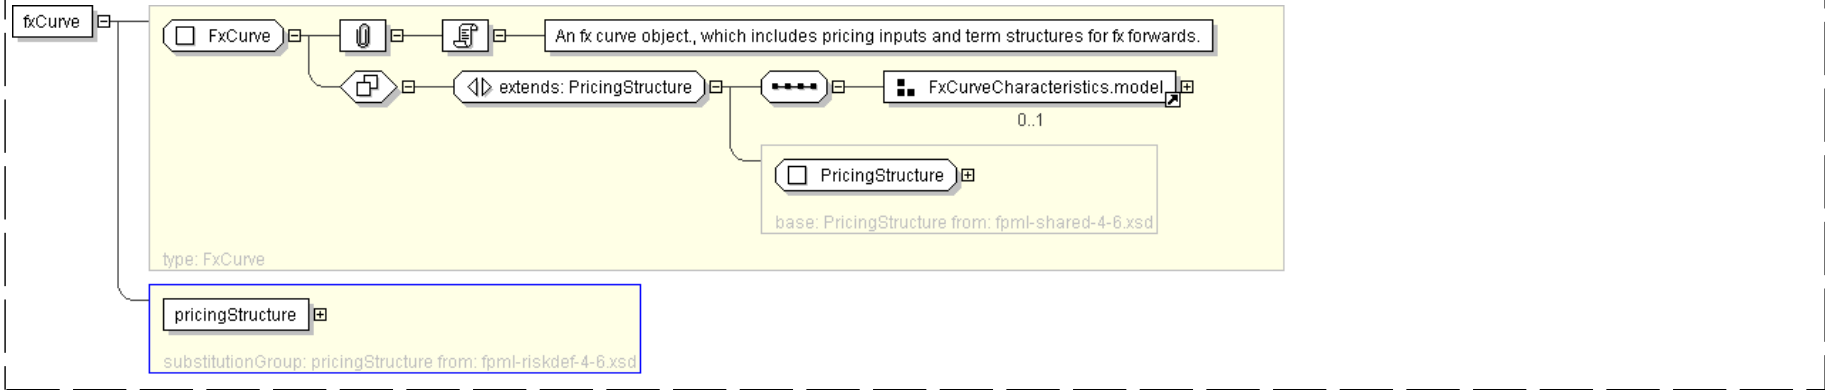 fxCurve
FxCurve
An fx curve object., which includes pricing inputs and term structures for fx forwards.
extends: PricingStructure
FxCurveCharacteristics.model
0..1
PricingStructure
base: PricingStructure from: fpml-shared-4-6.xsd
type: FxCurve
pricingStructure
substitutionGroup: pricingStructure from: fpml-riskdef-4-6.xsd